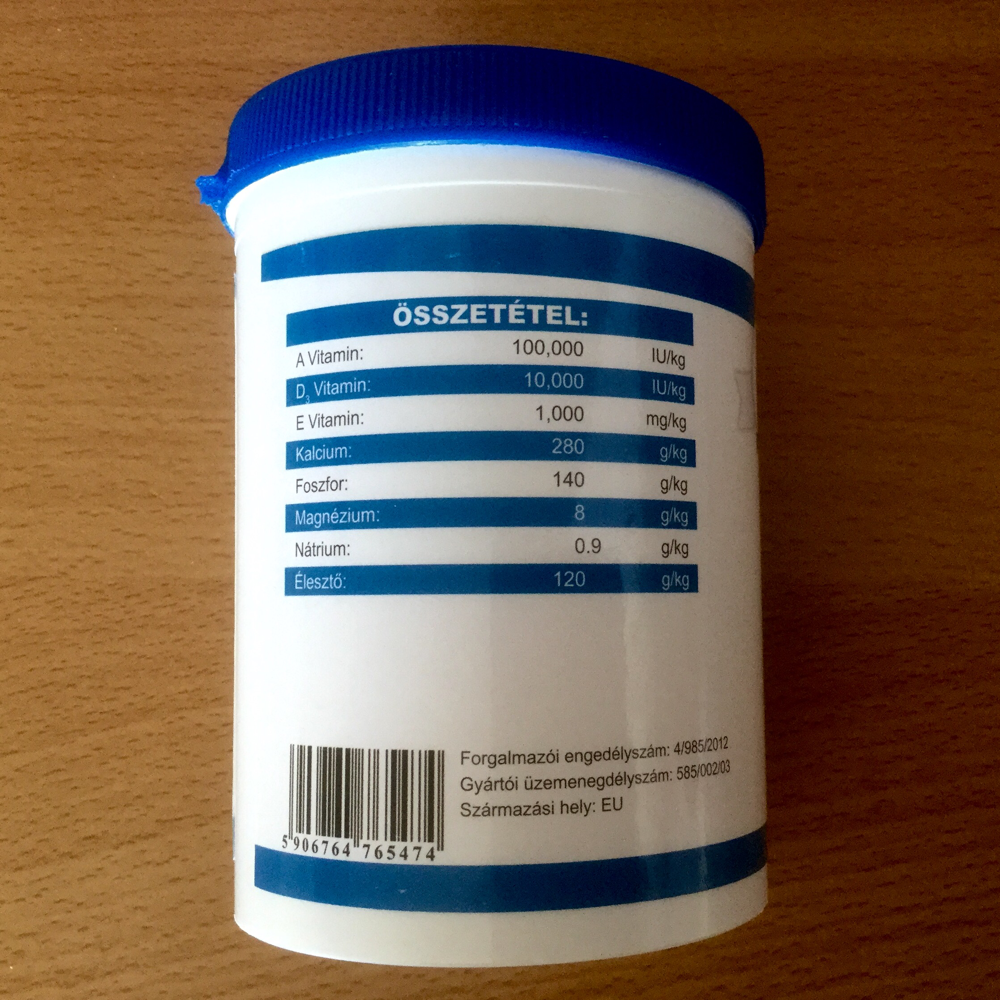 ÖSSZETÉTEL:
A Vitamin: 100,000 IU/kg
D₃ Vitamin: 10,000 IU/kg
E Vitamin: 1,000 mg/kg
Kalcium: 280 g/kg
Foszfor: 140 g/kg
Magnézium: 8 g/kg
Nátrium: 0.9 g/kg
Élesztő: 120 g/kg
Forgalmazói engedélyszám: 4/985/2012
Gyártói üzemenegdélyszám: 585/002/03
Származási hely: EU
5 906764 765474